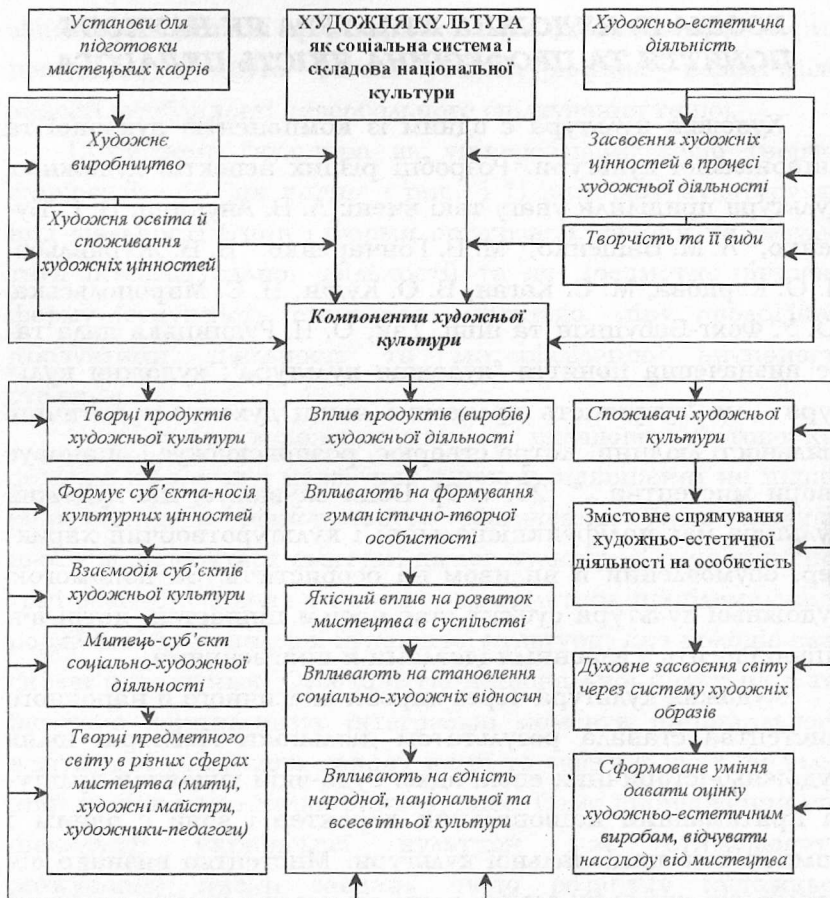 Установи для
підготовки
мистецьких кадрів
ХУДОЖНЯ КУЛЬТУРА
як соціальна система і
складова національної
культури
Художньо-естетична
діяльність
Художнє
виробництво
Художня освіта й
споживання
художніх цінностей
Засвоєння художніх
цінностей в процесі
художньої діяльності
Творчість та її види
Компоненти художньої
культури
Творці продуктів
художньої культури
Формує суб’єкта-носія
культурних цінностей
Взаємодія суб’єктів
художньої культури
Митець-суб’єкт
соціально-художньої
діяльності
Творці предметного
світу в різних сферах
мистецтва (митці,
художні майстри,
художники-педагоги)
Вплив продуктів (виробів)
художньої діяльності
Впливають на формування
гуманістично-творчої
особистості
Якісний вплив на розвиток
мистецтва в суспільстві
Впливають на становлення
соціально-художніх відносин
Впливають на єдність
народної, національної та
всесвітньої культури
Споживачі художньої
культури
Змістовне спрямування
художньо-естетичної
діяльності на особистість
Духовне засвоєння світу
через систему художніх
образів
Сформоване уміння
давати оцінку
художньо-естетичним
виробам, відчувати
насолоду від мистецтва